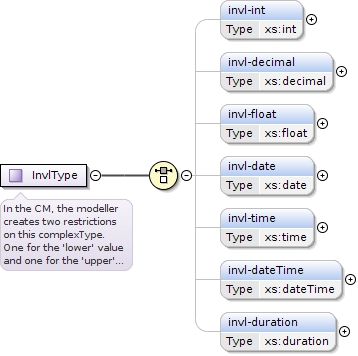 invl-int
Type xs:int
invl-decimal
Type xs:decimal
invl-float
Type xs:float
InvlType
In the CM, the modeller
creates two restrictions
on this complexType.
One for the 'lower' value
and one for the 'upper'...
invl-date
Type xs:date
invl-time
Type xs:time
invl-dateTime
Type xs:dateTime
invl-duration
Type xs:duration